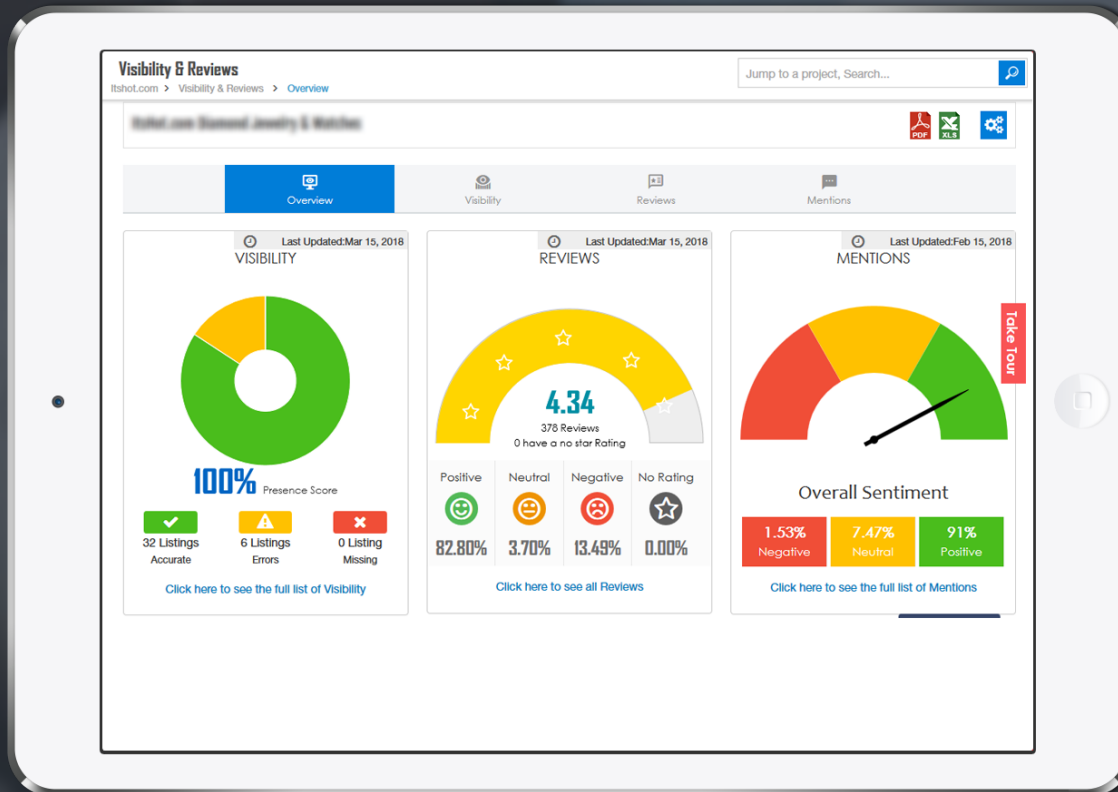 Visibility & Reviews
Itshot.com > Visibility & Reviews > Overview
Jump to a project, Search...
PDF
XLS
Overview
Visibility
Reviews
Mentions
Last Updated:Mar 15, 2018
VISIBILITY
100% Presence Score
32 Listings
Accurate
6 Listings
Errors
0 Listing
Missing
Click here to see the full list of Visibility
Last Updated:Mar 15, 2018
REVIEWS
4.34
378 Reviews
0 have a no star Rating
Positive Neutral Negative No Rating
82.80% 3.70% 13.49% 0.00%
Click here to see all Reviews
Last Updated:Feb 15, 2018
MENTIONS
Overall Sentiment
1.53%
Negative
7.47%
Neutral
91%
Positive
Click here to see the full list of Mentions
Take Tour